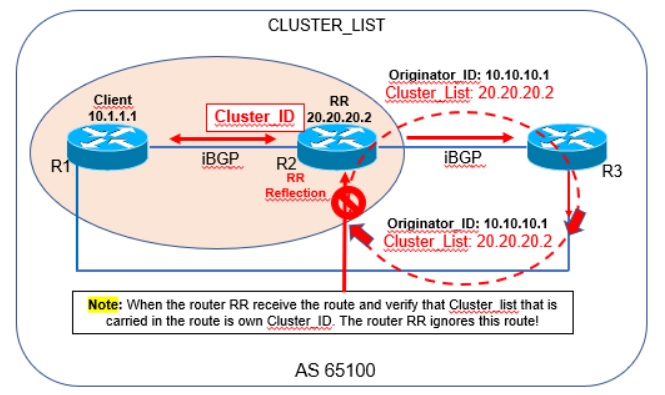 CLUSTER_LIST
Client
10.1.1.1
Cluster_ID
RR
20.20.20.2
Originator_ID: 10.10.10.1
Cluster_List: 20.20.20.2
R1
iBGP
R2
RR
Reflection
iBGP
R3
Originator_ID: 10.10.10.1
Cluster_List: 20.20.20.2
Note: When the router RR receive the route and verify that Cluster_list that is
carried in the route is own Cluster_ID. The router RR ignores this route!
AS 65100